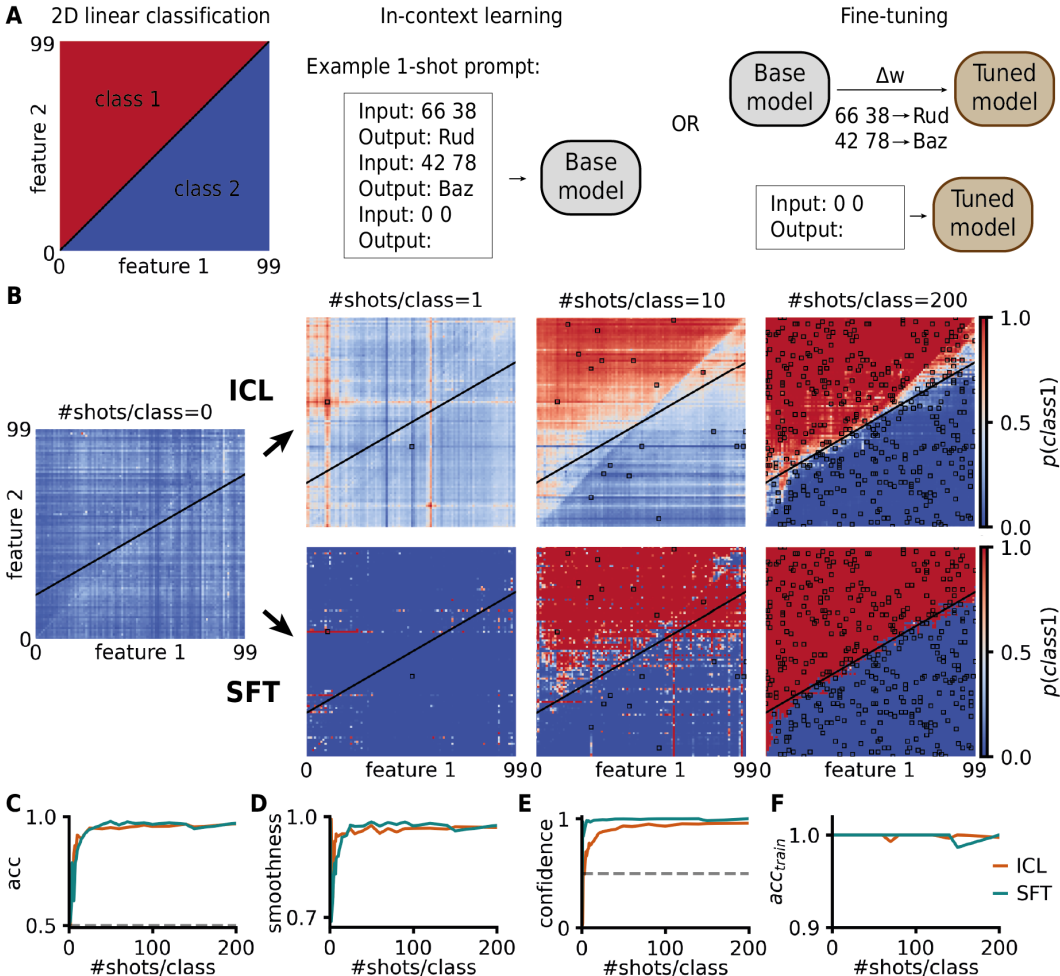 A
2D linear classification
99
feature 2
class 1
class 2
0
0
feature 1
99
In-context learning
Example 1-shot prompt:
Input: 66 38
Output: Rud
Input: 42 78
Output: Baz
Input: 0 0
Output:
Base
model
OR
Fine-tuning
Base
model
Δw
66 38→Rud
42 78→Baz
Tuned
model
Input: 0 0
Output:
Tuned
model
B
#shots/class=0
99
feature 2
0
0
feature 1
99
ICL
SFT
#shots/class=1
#shots/class=10
#shots/class=200
1.0
0.5
0.0
p(class1)
1.0
0.5
0.0
p(class1)
0
feature 1
99
0
feature 1
99
0
feature 1
99
C
1.0
acc
0.5
0
100
200
#shots/class
D
1.0
smoothness
0.7
0
100
200
#shots/class
E
1
confidence
0
0
100
200
#shots/class
F
1.0
acc_train
0.9
0
100
200
#shots/class
ICL
SFT